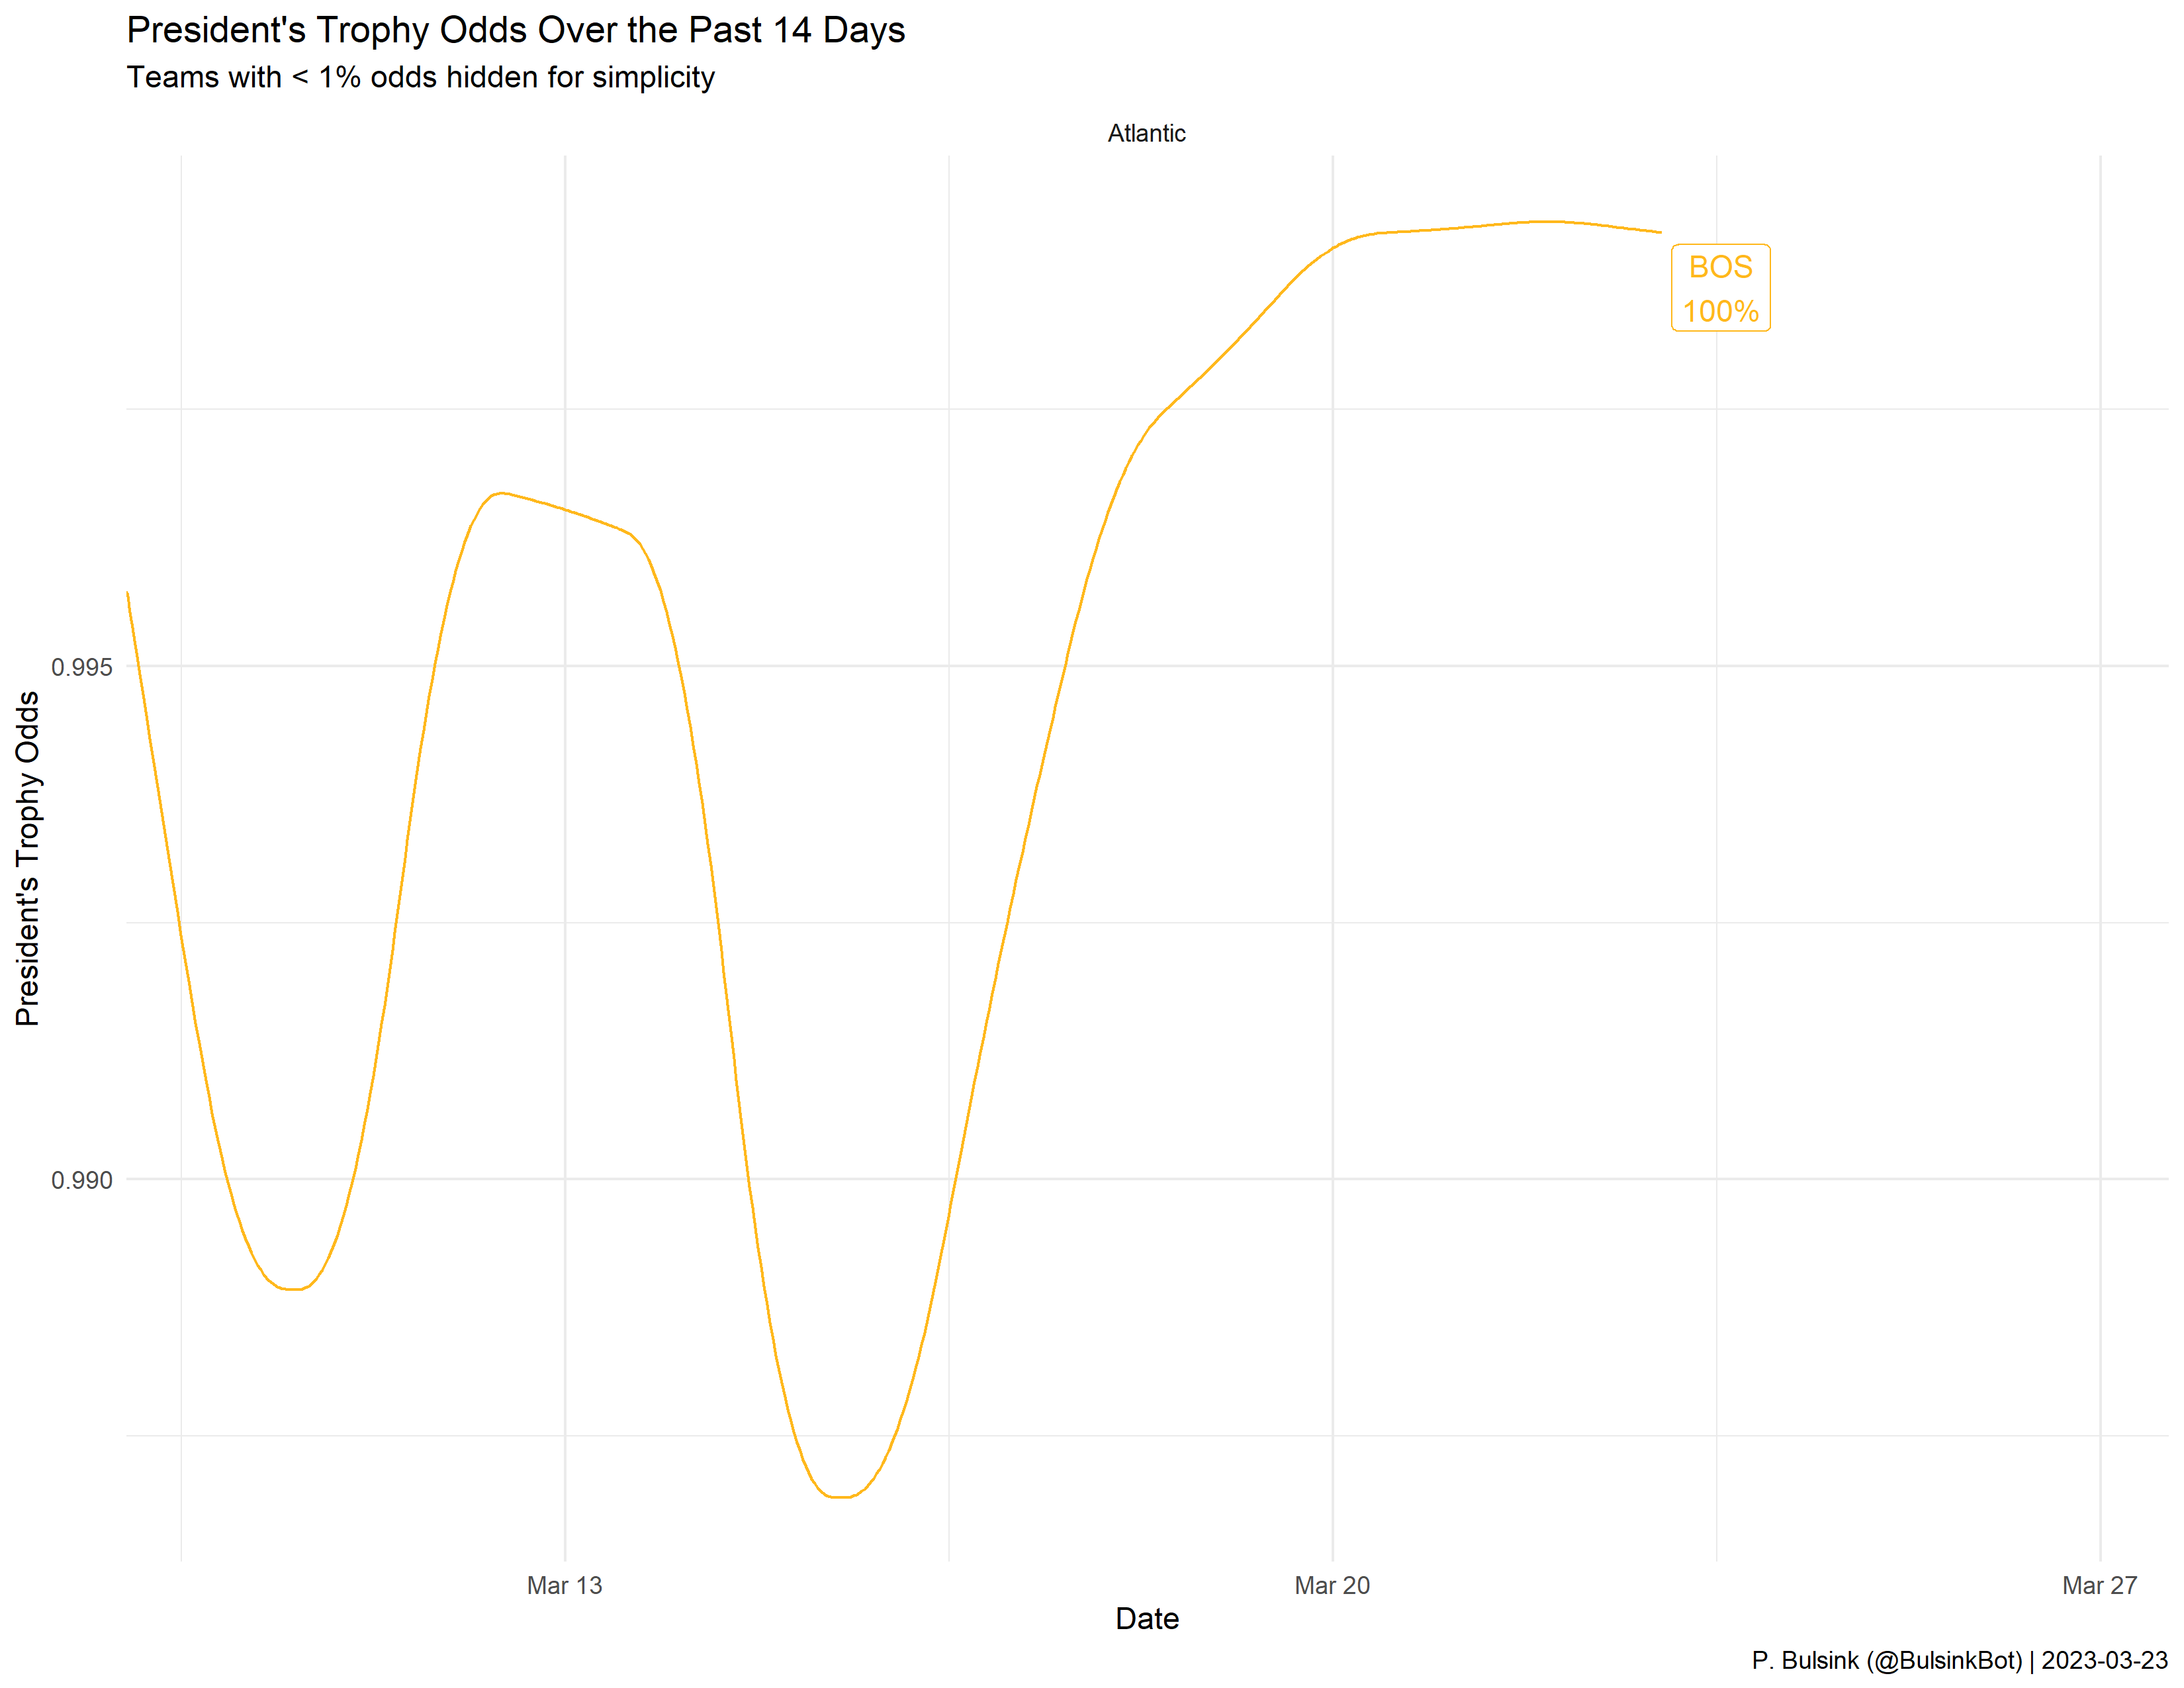 President's Trophy Odds Over the Past 14 Days
Teams with < 1% odds hidden for simplicity
Atlantic
BOS
100%
0.995
0.990
President's Trophy Odds
Mar 13
Mar 20
Mar 27
Date
P. Bulsink (@BulsinkBot) | 2023-03-23